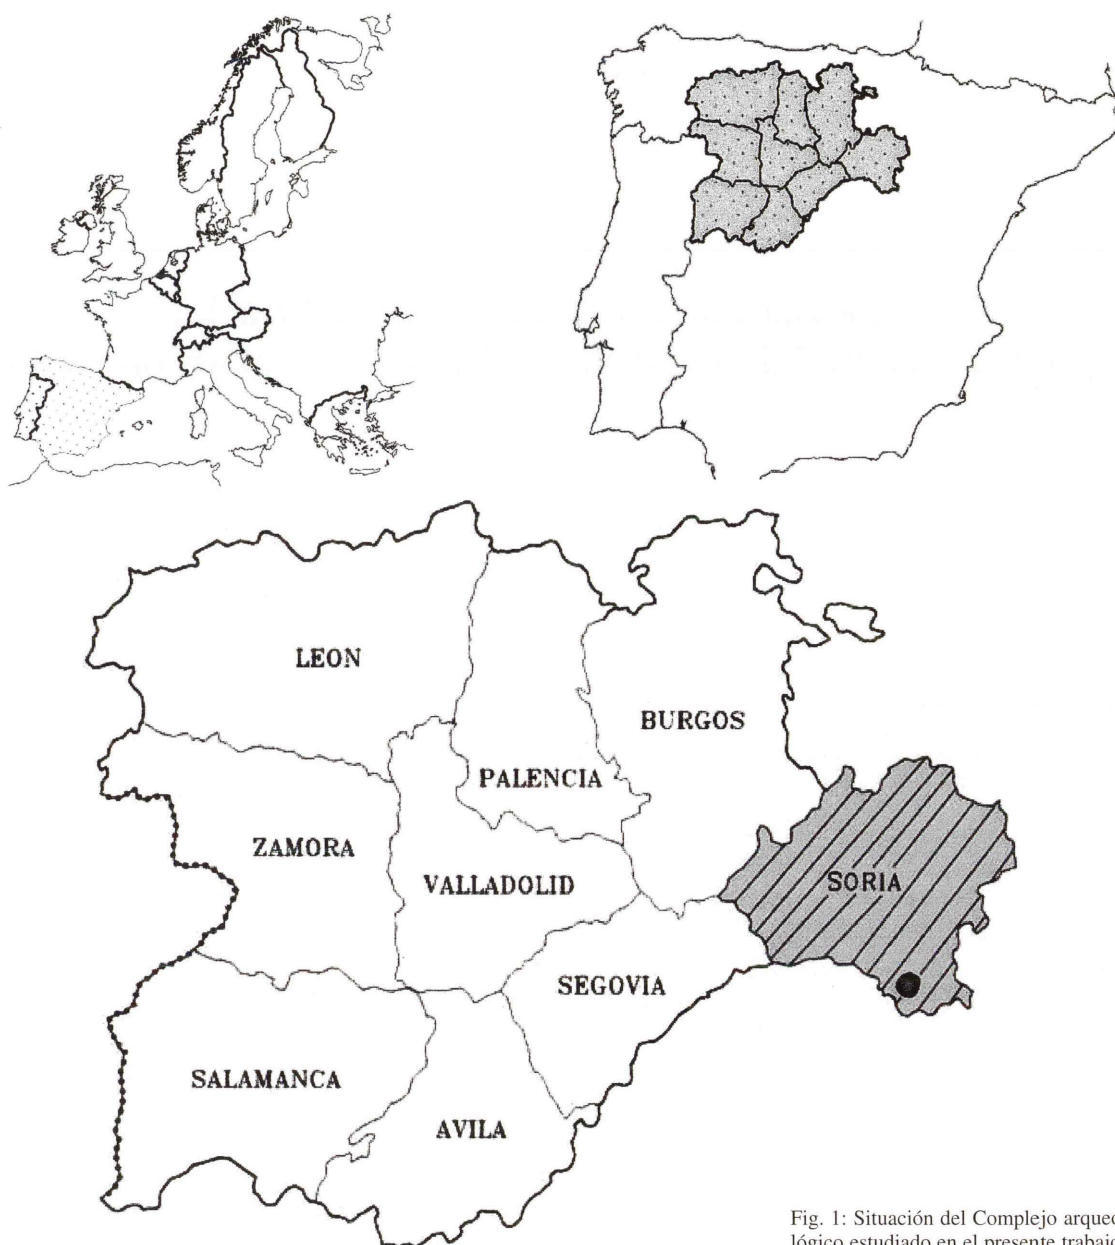 LEON
BURGOS
PALENCIA
ZAMORA
VALLADOLID
SORIA
SEGOVIA
SALAMANCA
AVILA
Fig. 1: Situación del Complejo arqueo
lógico estudiado en el presente trabajo